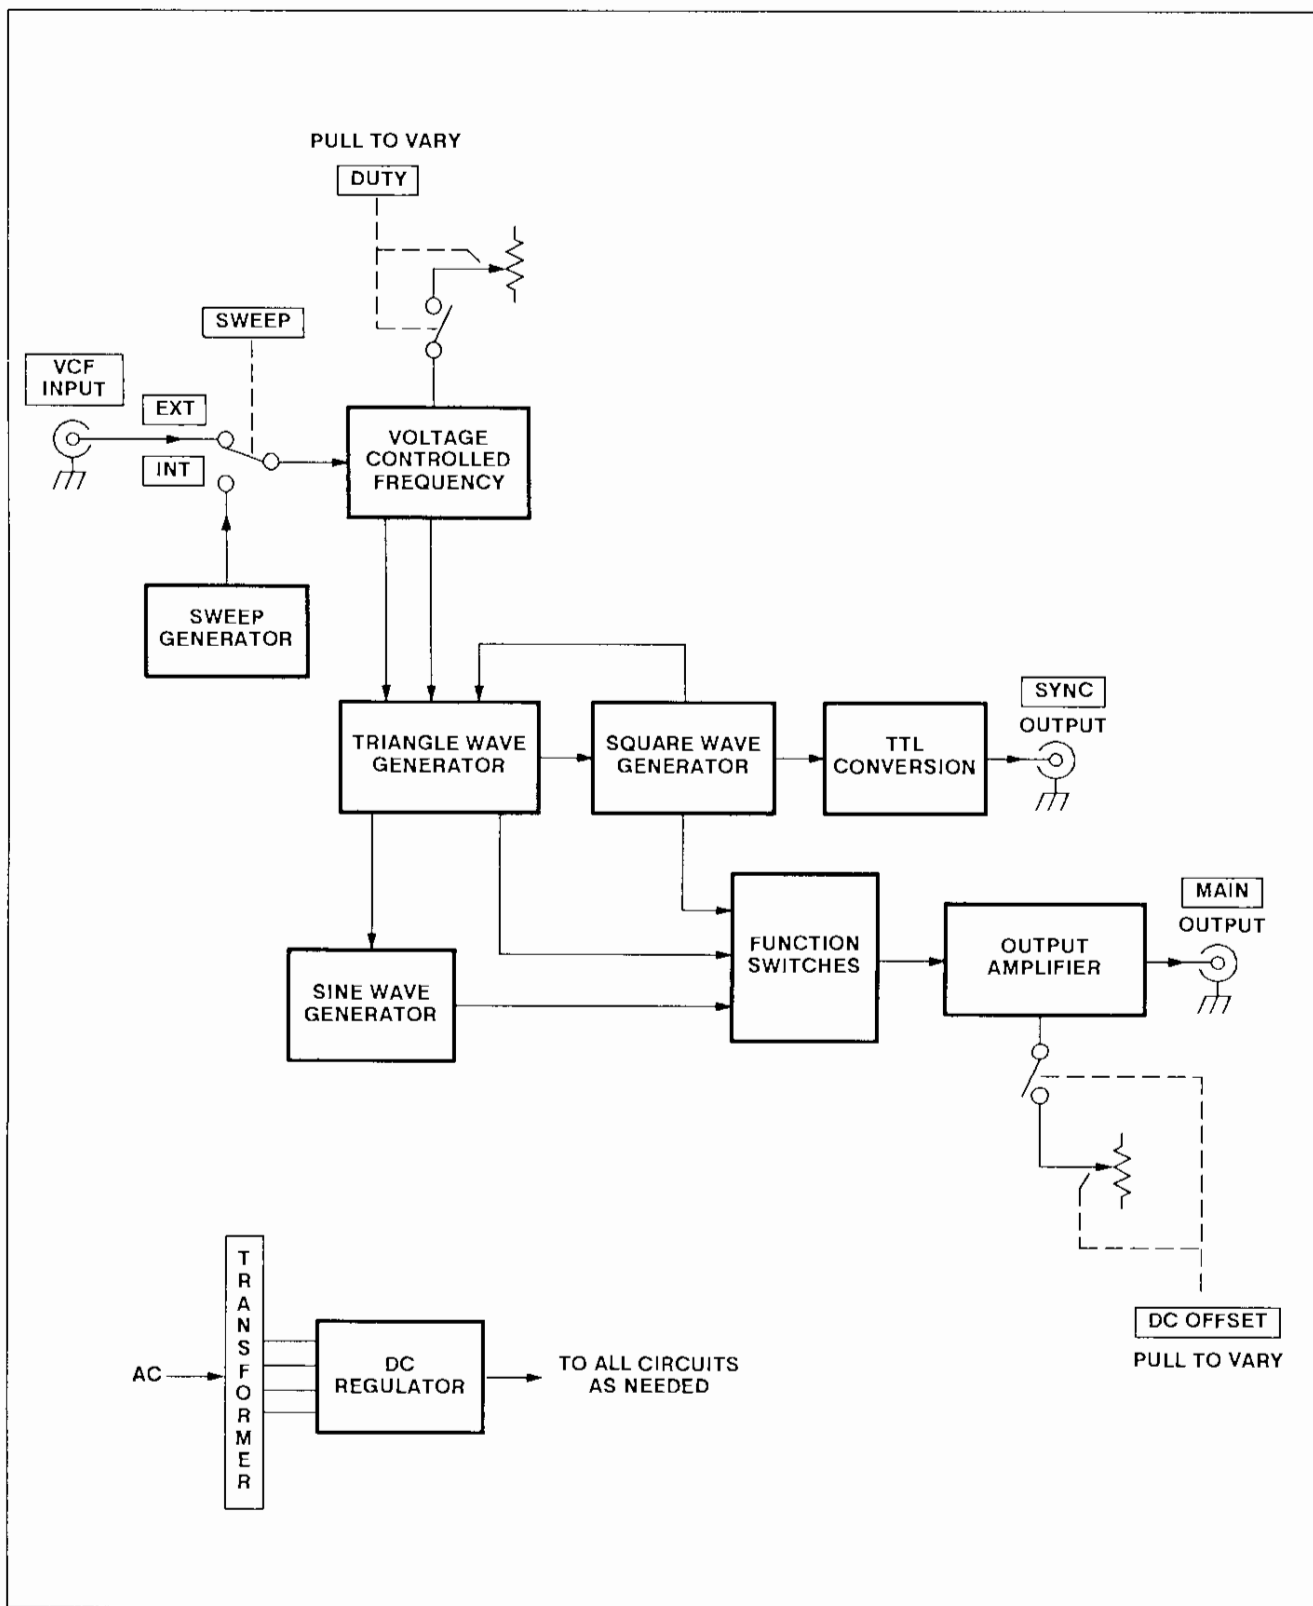 PULL TO VARY
DUTY
SWEEP
VCF
INPUT
EXT
INT
VOLTAGE
CONTROLLED
FREQUENCY
SWEEP
GENERATOR
TRIANGLE WAVE
GENERATOR
SQUARE WAVE
GENERATOR
TTL
CONVERSION
SYNC
OUTPUT
SINE WAVE
GENERATOR
FUNCTION
SWITCHES
OUTPUT
AMPLIFIER
MAIN
OUTPUT
DC OFFSET
PULL TO VARY
AC
TRANSFORMER
DC
REGULATOR
TO ALL CIRCUITS
AS NEEDED